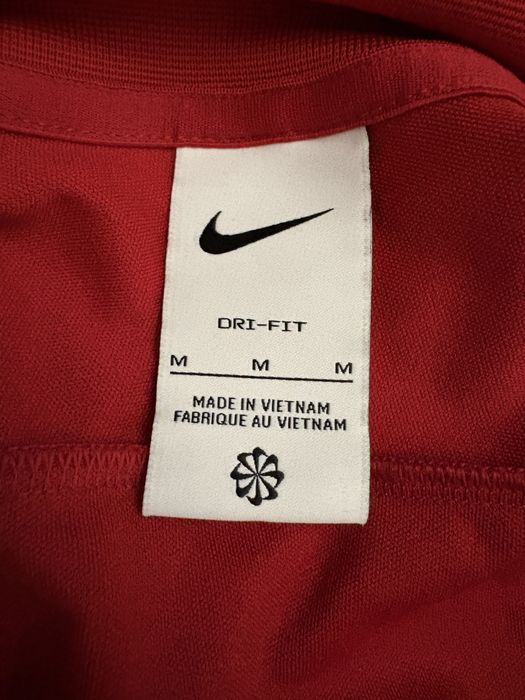 DRI-FIT
M M M
MADE IN VIETNAM
FABRIQUE AU VIETNAM